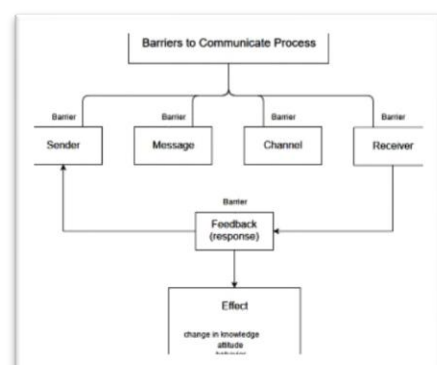 Barriers to Communicate Process
Barrier Barrier Barrier Barrier
Sender Message Channel Receiver
Barrier
Feedback
(response)
Effect
change in knowledge
attitude